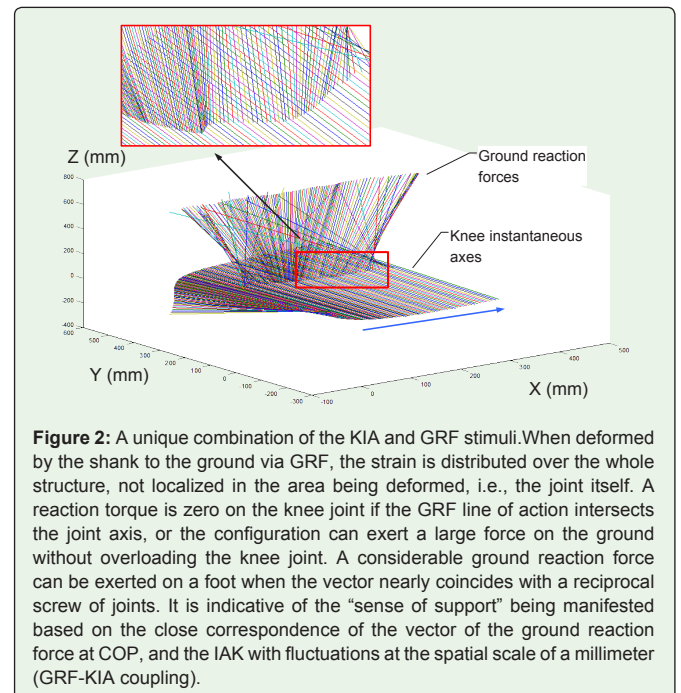 Z (mm)
Ground reaction
forces
Knee instantaneous
axes
800
600
400
200
0
-200
-400
600
500
400
300
200
100
0
-100
-200
-300
Y (mm)
-100
0
100
200
300
400
500
X (mm)
Figure 2: A unique combination of the KIA and GRF stimuli.When deformed
by the shank to the ground via GRF, the strain is distributed over the whole
structure, not localized in the area being deformed, i.e., the joint itself. A
reaction torque is zero on the knee joint if the GRF line of action intersects
the joint axis, or the configuration can exert a large force on the ground
without overloading the knee joint. A considerable ground reaction force
can be exerted on a foot when the vector nearly coincides with a reciprocal
screw of joints. It is indicative of the “sense of support” being manifested
based on the close correspondence of the vector of the ground reaction
force at COP, and the IAK with fluctuations at the spatial scale of a millimeter
(GRF-KIA coupling).